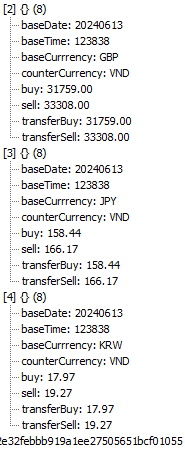 [2] {} (8)
baseDate: 20240613
baseTime: 123838
baseCurrrency: GBP
counterCurrency: VND
buy: 31759.00
sell: 33308.00
transferBuy: 31759.00
transferSell: 33308.00
[3] {} (8)
baseDate: 20240613
baseTime: 123838
baseCurrrency: JPY
counterCurrency: VND
buy: 158.44
sell: 166.17
transferBuy: 158.44
transferSell: 166.17
[4] {} (8)
baseDate: 20240613
baseTime: 123838
baseCurrrency: KRW
counterCurrency: VND
buy: 17.97
sell: 19.27
transferBuy: 17.97
transferSell: 19.27
2e32febbb919a1ee27505651bcf01055